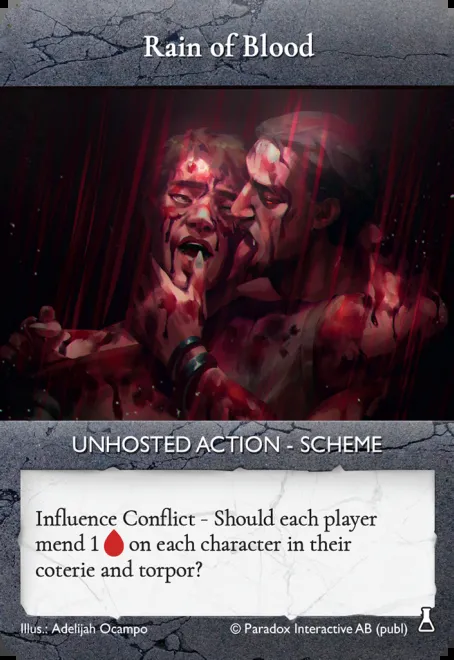 Rain of Blood
UNHOSTED ACTION - SCHEME
Influence Conflict - Should each player
mend 1 on each character in their
coterie and torpor?
Illus.: Adelijah Ocampo © Paradox Interactive AB (publ)